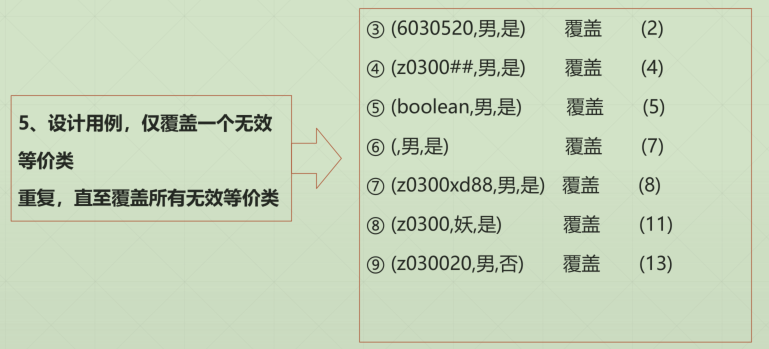 5、设计用例，仅覆盖一个无效
等价类
重复，直至覆盖所有无效等价类
③ (6030520,男,是) 覆盖 (2)
④ (z0300##,男,是) 覆盖 (4)
⑤ (boolean,男,是) 覆盖 (5)
⑥ (,男,是) 覆盖 (7)
⑦ (z0300xd88,男,是) 覆盖 (8)
⑧ (z0300,妖,是) 覆盖 (11)
⑨ (z030020,男,否) 覆盖 (13)